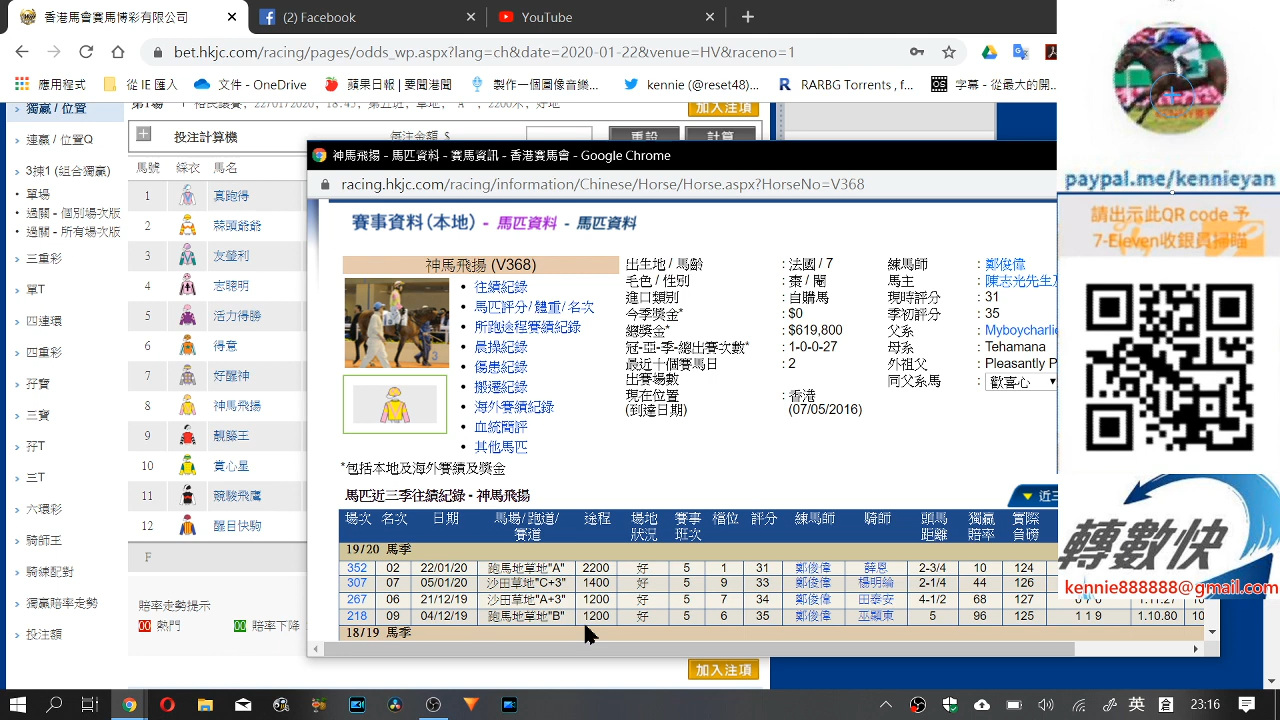 香港馬會賽馬博彩有限公司
(2) Facebook
YouTube
bet.hkjc.com/racing/pages/odds_wp.aspx?lang=ch&date=2020-01-22&venue=HV&raceno=1
應用程式
從 IE 匯入
文件 - OneDrive
蘋果日報 | 要聞港聞
製作一個圖像音樂...
kennie (@reset48)...
RARBG Torrents , f...
字幕 - 從最大的開...
獨贏 / 位置
連贏 / 位置Q
3揀1 (組合獨贏)
單場
過關 - 個別場次版
過關 - 所有場次版
三重彩
單T
四連環
四重彩
孖寶
三寶
孖T
三T
六環彩
騎師王
騎練配對
獨贏賠率走勢
投注額
加入注項
投注計算機
每注金額 $
重設
計算
馬號 綵衣 馬名
1 真跑得
2 蒜頭爺爺
3 友瑩利
4 志聰明
5 活力得勝
6 得意
7 好醒神
8 神馬飛揚
9 靚籐王
10 賞心星
11 競駿飛鷹
12 醒目快駒
F
賠率走勢提示
00 熱門
00 賠率下降
加入注項
神馬飛揚 - 馬匹資料 - 賽馬資訊 - 香港賽馬會 - Google Chrome
racing.hkjc.com/racing/information/Chinese/Horse/Horse.aspx?HorseNo=V368
賽事資料(本地) - 馬匹資料 - 馬匹資料
神馬飛揚 (V368)
往績紀錄
馬匹評分/體重/名次
所跑途程賽績紀錄
晨操紀錄
傷患紀錄
搬遷紀錄
海外賽績紀錄
血統簡評
其他馬匹
出生地 / 馬齡 : 法國 / 7
毛色 / 性別 : 棗 / 閹
進口類別 : 自購馬
今季獎金* : $0
總獎金* : $619,800
冠-亞-季-總出賽次數* : 1-0-0-27
最近十個賽馬日
出賽場數 : 2
現在位置
(到達日期) : 香港
(07/05/2016)
練馬師 : 鄭俊偉
馬主 : 陳志光先生及
現時評分 : 31
季初評分 : 35
父系 : Myboycharlie
母系 : Tehamana
外祖父 : Pleasantly P
同父系馬 : 歡喜心
*包括本地及海外賽績及獎金
馬匹近三季往績紀錄 - 神馬飛揚
近三
場次 名次 日期 馬場/跑道/賽道 途程 場地狀況 賽事班次 檔位 評分 練馬師 騎師 頭馬距離 獨贏賠率 實際負磅
19/20 馬季
352 02 22/01/20 跑馬地草地"A" 2200 好 5 1 31 鄭俊偉 薛恩 2-3/4 10 124
307 07 05/01/20 沙田草地"C+3" 1400 好 5 9 33 鄭俊偉 楊明綸 2-1/4 44 126
267 06 21/12/19 沙田草地"A+3" 1200 好 5 7 34 鄭俊偉 田泰安 4-1/2 68 127
218 09 04/12/19 跑馬地草地"B" 1200 好 5 6 35 鄭俊偉 巫顯東 5 96 125 1 1 9 1.10.80 10
18/19 馬季
paypal.me/kennieyan
請出示此QR code 予
7-Eleven收銀員掃瞄
轉數快
kennie888888@gmail.com
英
23:16